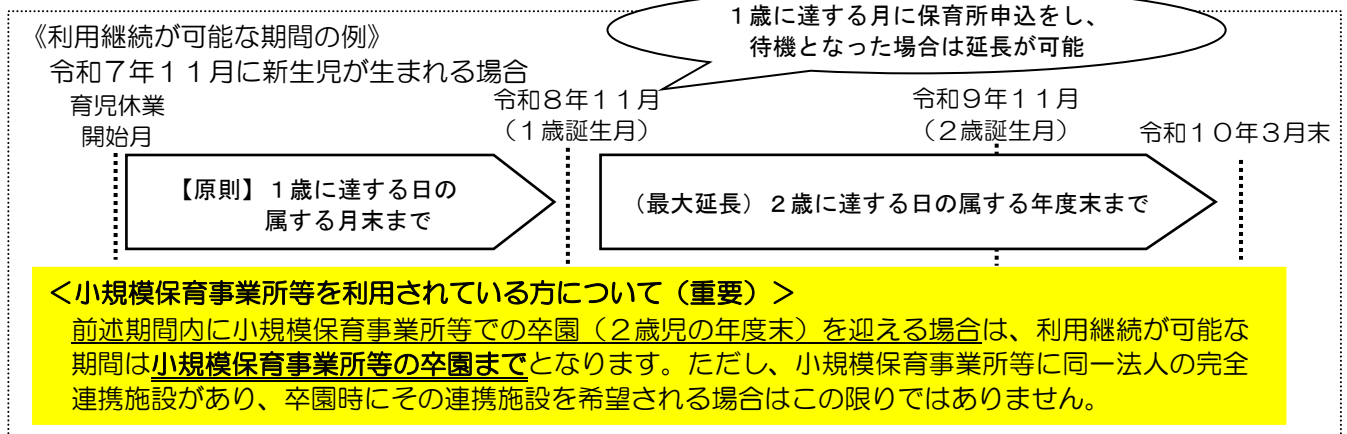 １歳に達する月に保育所申込をし、
待機となった場合は延長が可能
《利用継続が可能な期間の例》
令和７年１１月に新生児が生まれる場合
育児休業
開始月
令和８年１１月
（１歳誕生月）
令和９年１１月
（２歳誕生月）
令和１０年３月末
【原則】１歳に達する日の
属する月末まで
（最大延長）２歳に達する日の属する年度末まで
＜小規模保育事業所等を利用されている方について（重要）＞
前述期間内に小規模保育事業所等での卒園（２歳児の年度末）を迎える場合は、利用継続が可能な
期間は小規模保育事業所等の卒園までとなります。ただし、小規模保育事業所等に同一法人の完全
連携施設があり、卒園時にその連携施設を希望される場合はこの限りではありません。